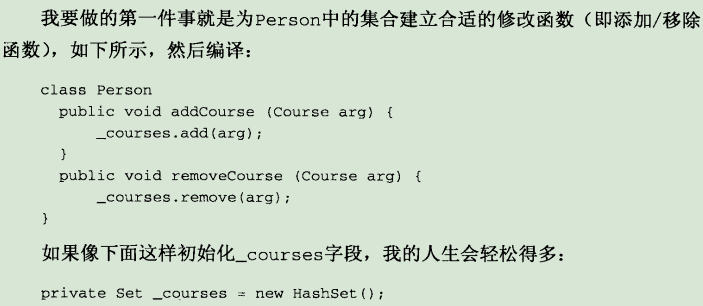 我要做的第一件事就是为Person中的集合建立合适的修改函数（即添加/移除
函数），如下所示，然后编译：
class Person
public void addCourse (Course arg) {
_courses.add(arg);
}
public void removeCourse (Course arg) {
_courses.remove(arg);
}
如果像下面这样初始化_courses字段，我的人生会轻松得多：
private Set _courses = new HashSet();